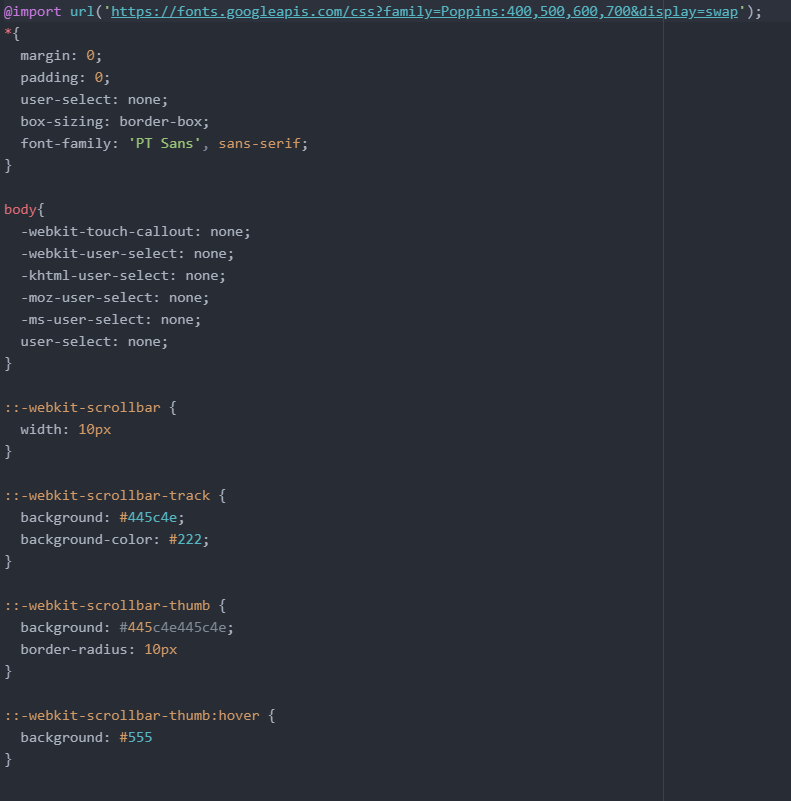 @import url('https://fonts.googleapis.com/css?family=Poppins:400,500,600,700&display=swap');
*{
  margin: 0;
  padding: 0;
  user-select: none;
  box-sizing: border-box;
  font-family: 'PT Sans', sans-serif;
}

body{
  -webkit-touch-callout: none;
  -webkit-user-select: none;
  -khtml-user-select: none;
  -moz-user-select: none;
  -ms-user-select: none;
  user-select: none;
}

::-webkit-scrollbar {
  width: 10px
}

::-webkit-scrollbar-track {
  background: #445c4e;
  background-color: #222;
}

::-webkit-scrollbar-thumb {
  background: #445c4e445c4e;
  border-radius: 10px
}

::-webkit-scrollbar-thumb:hover {
  background: #555
}